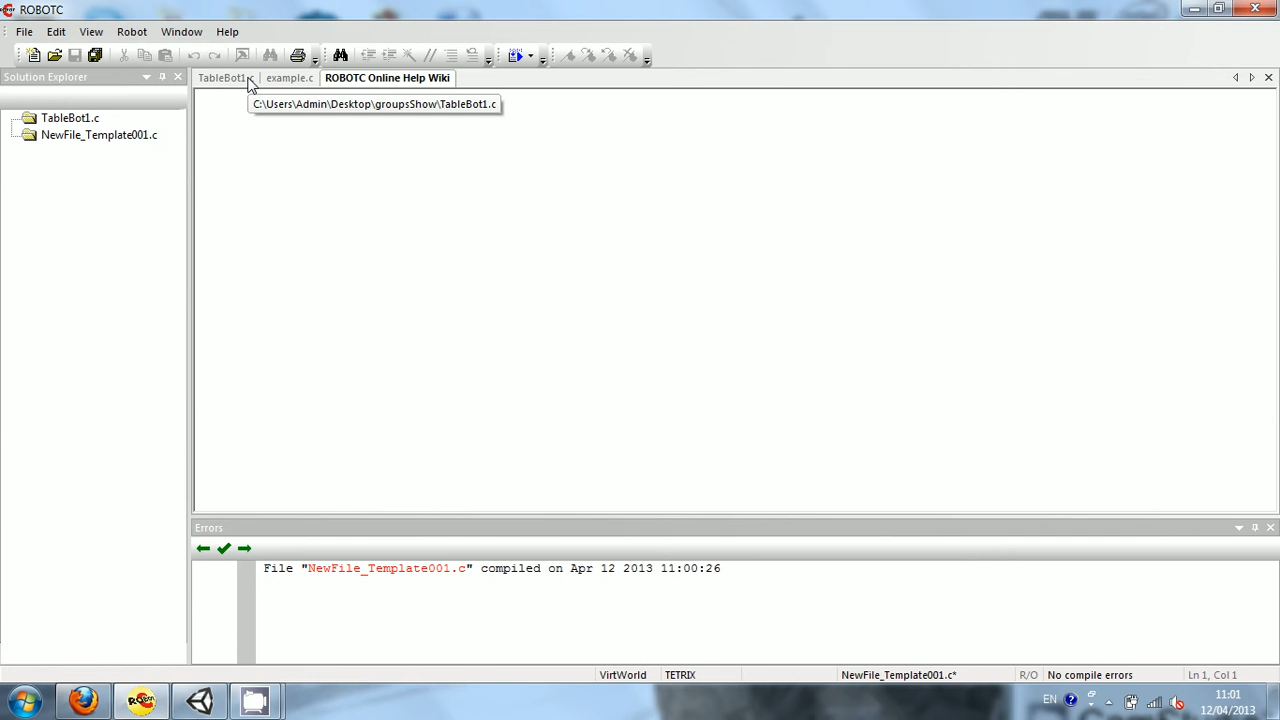 ROBOTC
File Edit View Robot Window Help
Solution Explorer
TableBot1.c example.c ROBOTC Online Help Wiki
C:\Users\Admin\Desktop\groupsShow\TableBot1.c
TableBot1.c
NewFile_Template001.c
Errors
File "NewFile_Template001.c" compiled on Apr 12 2013 11:00:26
VirtWorld TETRIX NewFile_Template001.c* R/O No compile errors Ln 1, Col 1
EN 11:01
12/04/2013